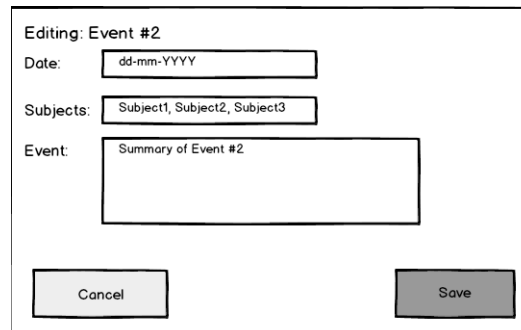 Editing: Event #2
Date: dd-mm-YYYY
Subjects: Subject1, Subject2, Subject3
Event: Summary of Event #2
Cancel Save